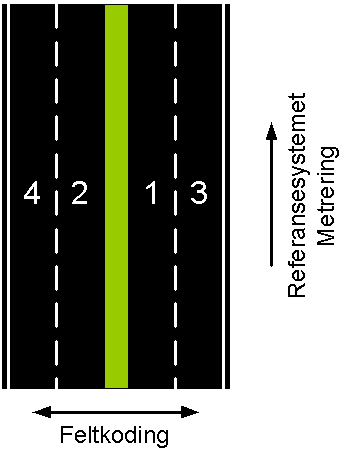 4 2 1 3
Referansesystemet
Metrering
Feltkoding